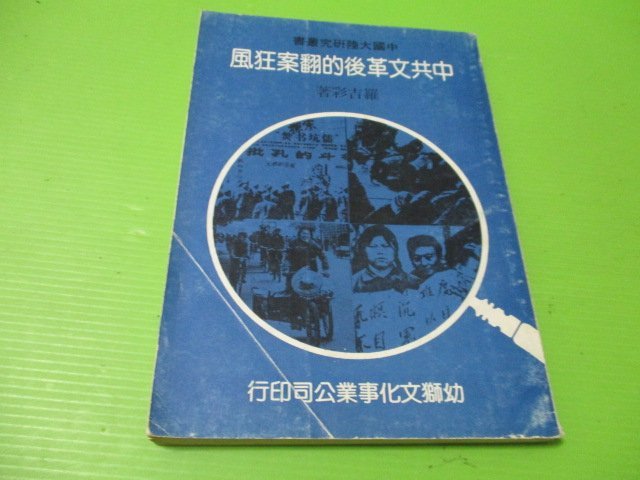 中國大陸研究叢書
中共文革後的翻案狂風
羅吉彩著
幼獅文化事業公司印行